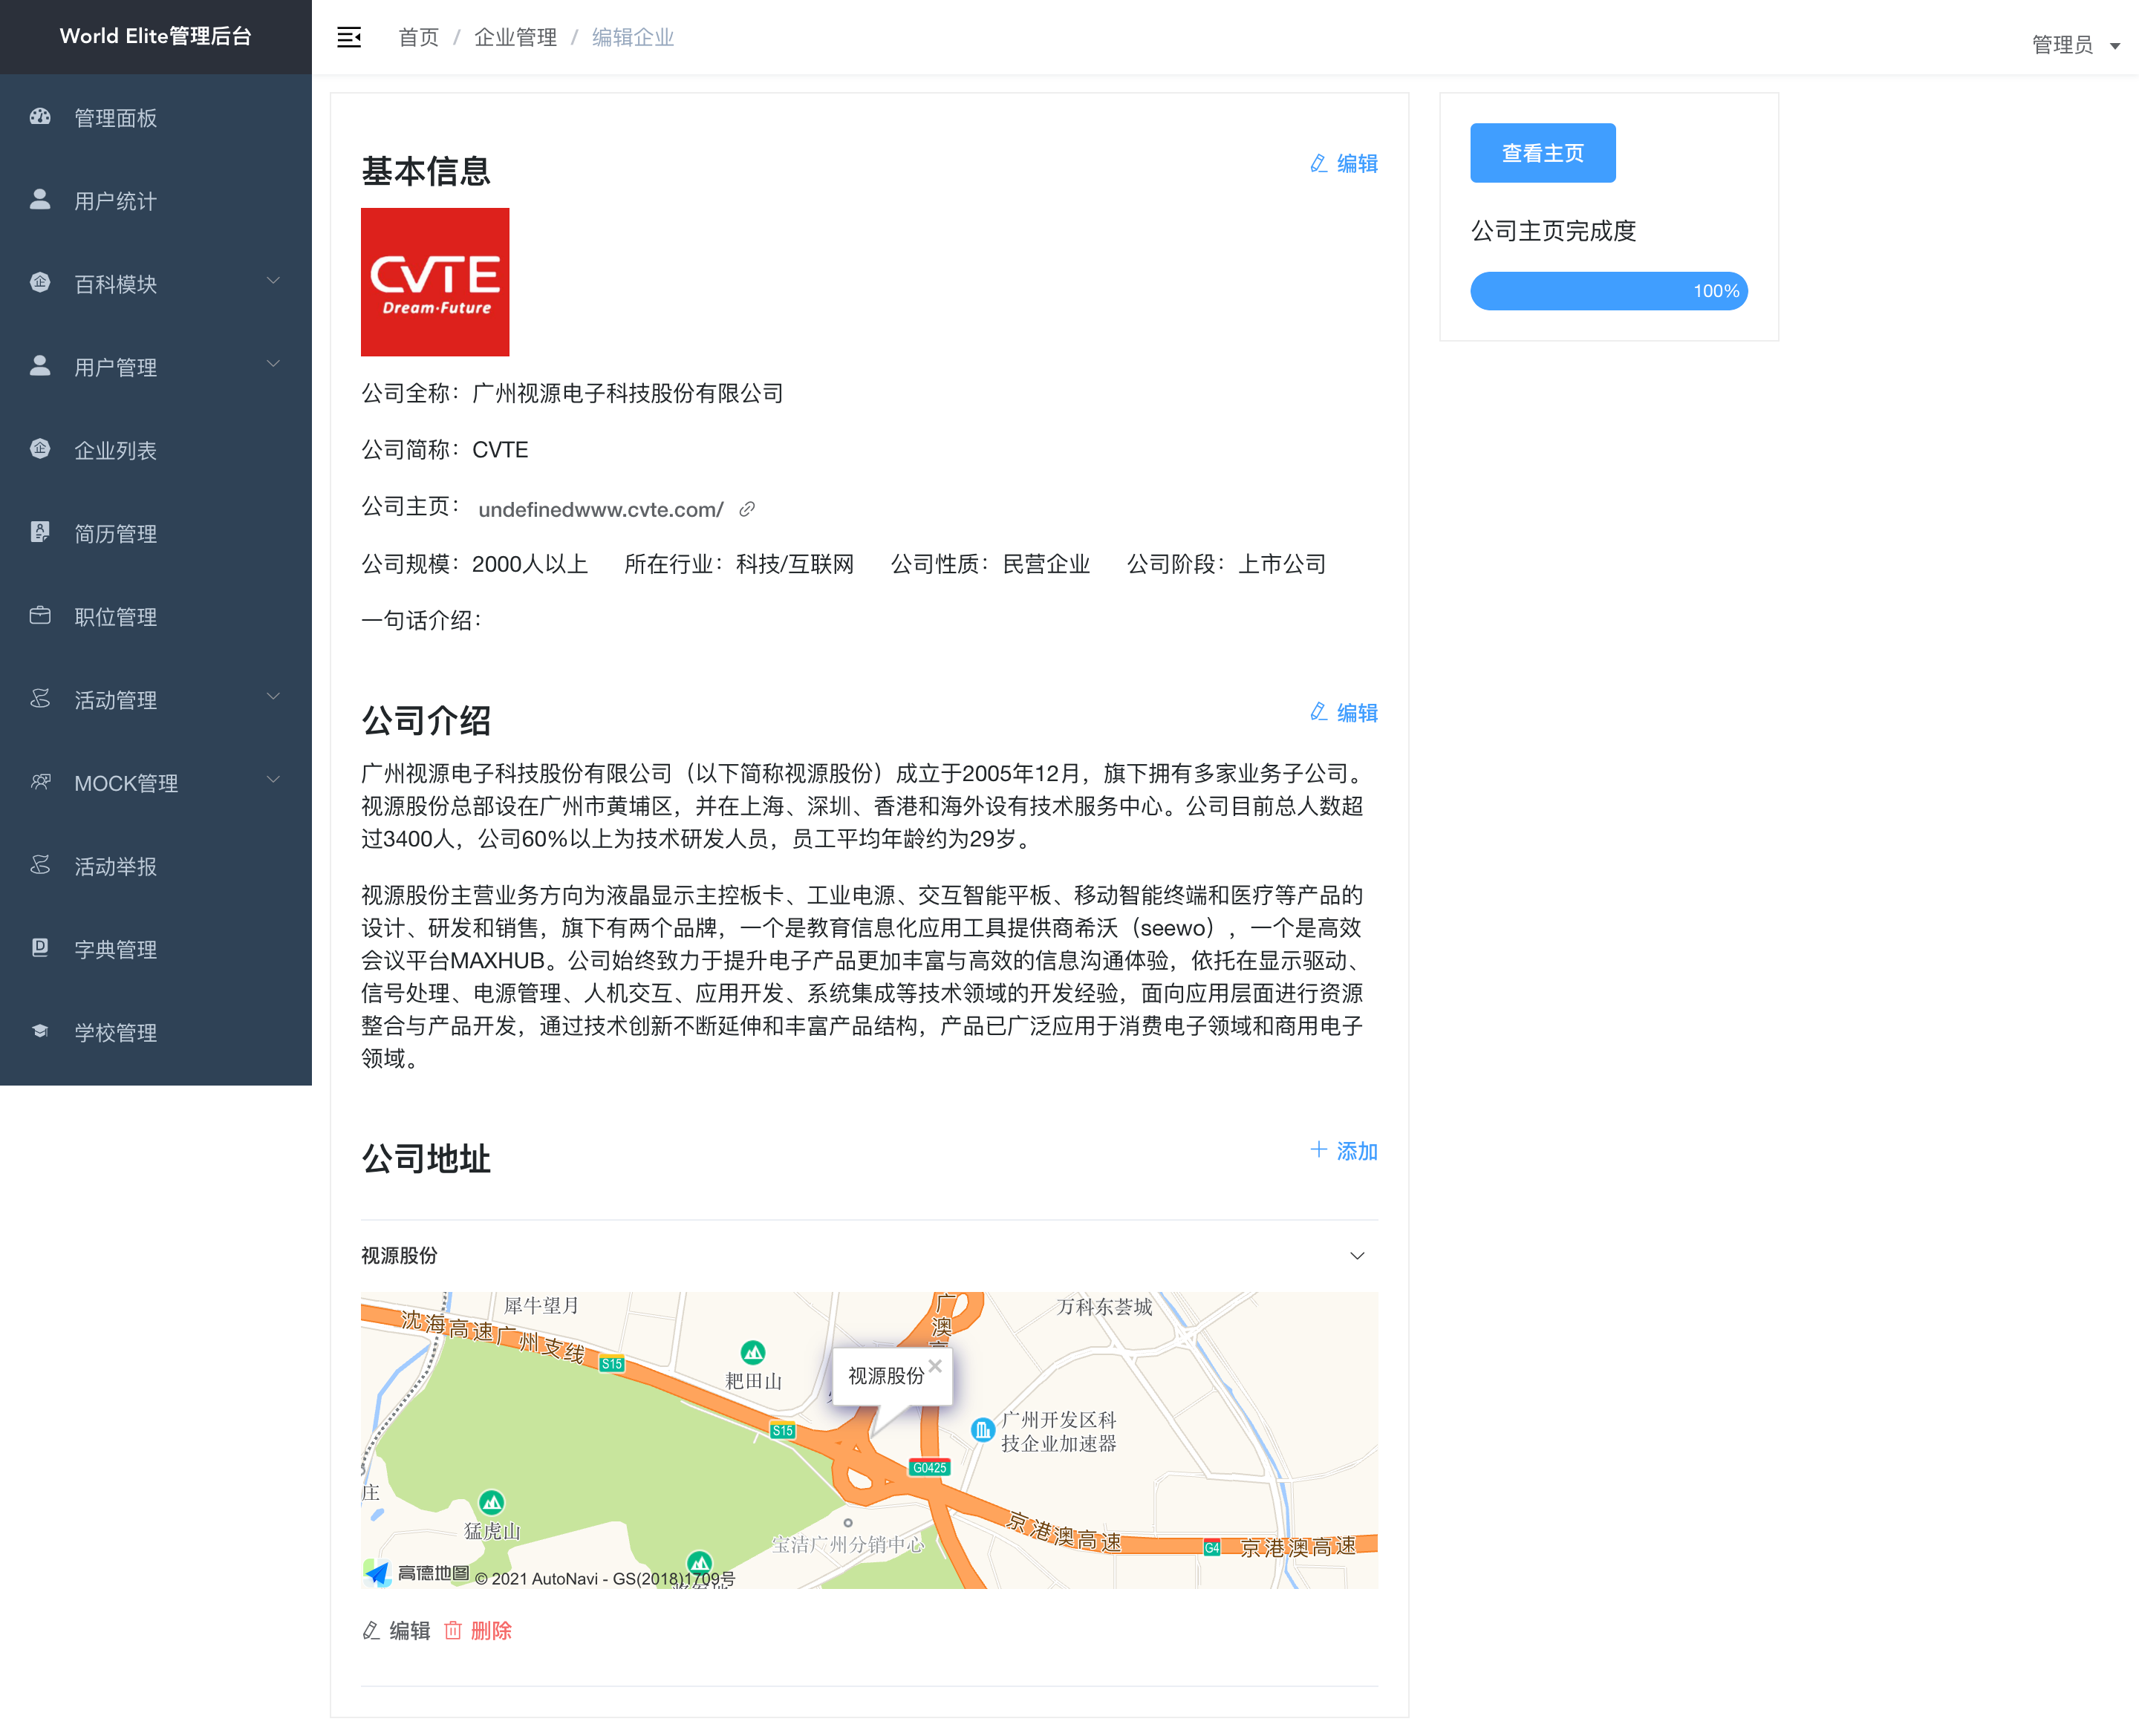 World Elite管理后台
首页 / 企业管理 / 编辑企业
管理员
管理面板
用户统计
百科模块
用户管理
企业列表
简历管理
职位管理
活动管理
MOCK管理
活动举报
字典管理
学校管理
基本信息
编辑
CVTE
Dream·Future
公司全称：广州视源电子科技股份有限公司
公司简称：CVTE
公司主页：undefinedwww.cvte.com/
公司规模：2000人以上 所在行业：科技/互联网 公司性质：民营企业 公司阶段：上市公司
一句话介绍：
公司介绍
编辑
广州视源电子科技股份有限公司（以下简称视源股份）成立于2005年12月，旗下拥有多家业务子公司。
视源股份总部设在广州市黄埔区，并在上海、深圳、香港和海外设有技术服务中心。公司目前总人数超
过3400人，公司60%以上为技术研发人员，员工平均年龄约为29岁。
视源股份主营业务方向为液晶显示主控板卡、工业电源、交互智能平板、移动智能终端和医疗等产品的
设计、研发和销售，旗下有两个品牌，一个是教育信息化应用工具提供商希沃（seewo），一个是高效
会议平台MAXHUB。公司始终致力于提升电子产品更加丰富与高效的信息沟通体验，依托在显示驱动、
信号处理、电源管理、人机交互、应用开发、系统集成等技术领域的开发经验，面向应用层面进行资源
整合与产品开发，通过技术创新不断延伸和丰富产品结构，产品已广泛应用于消费电子领域和商用电子
领域。
公司地址
添加
视源股份
犀牛望月
万科东荟城
沈海高速广州支线
广澳高
S15
耙田山
视源股份
S15
广州开发区科
技企业加速器
G0425
庄
猛虎山
宝洁广州分销中心
京港澳高速
G4
京港澳高速
高德地图 © 2021 AutoNavi - GS(2018)1709号
编辑 删除
查看主页
公司主页完成度
100%